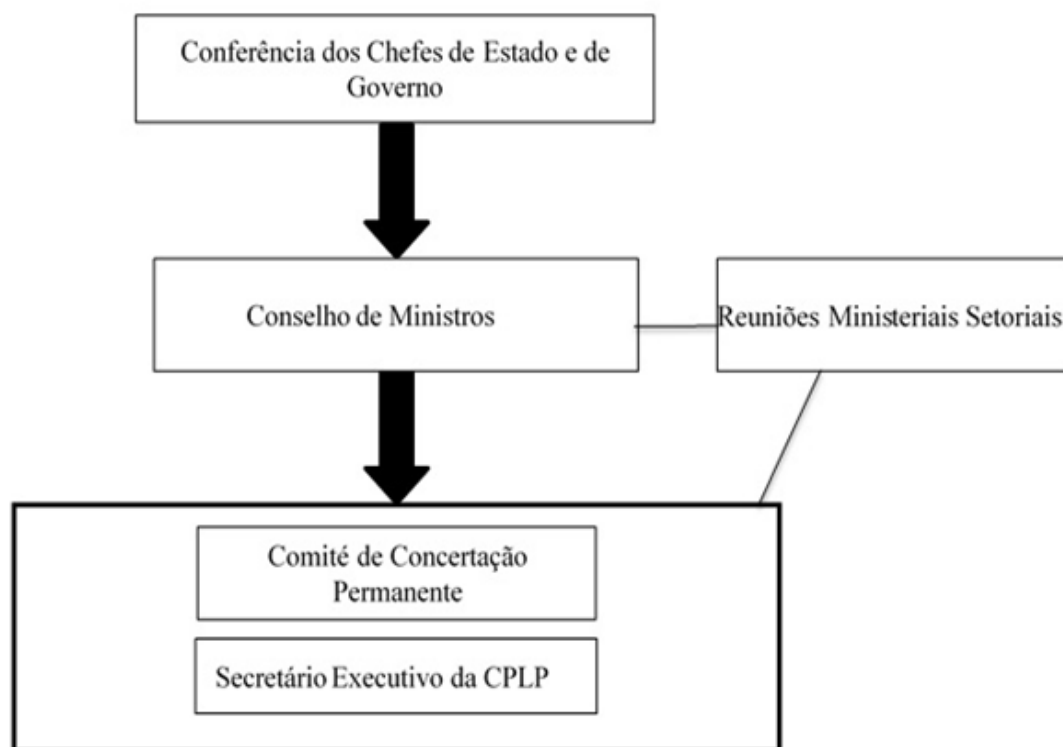 Conferência dos Chefes de Estado e de
Governo
Conselho de Ministros
Reuniões Ministeriais Setoriais
Comité de Concertação
Permanente
Secretário Executivo da CPLP